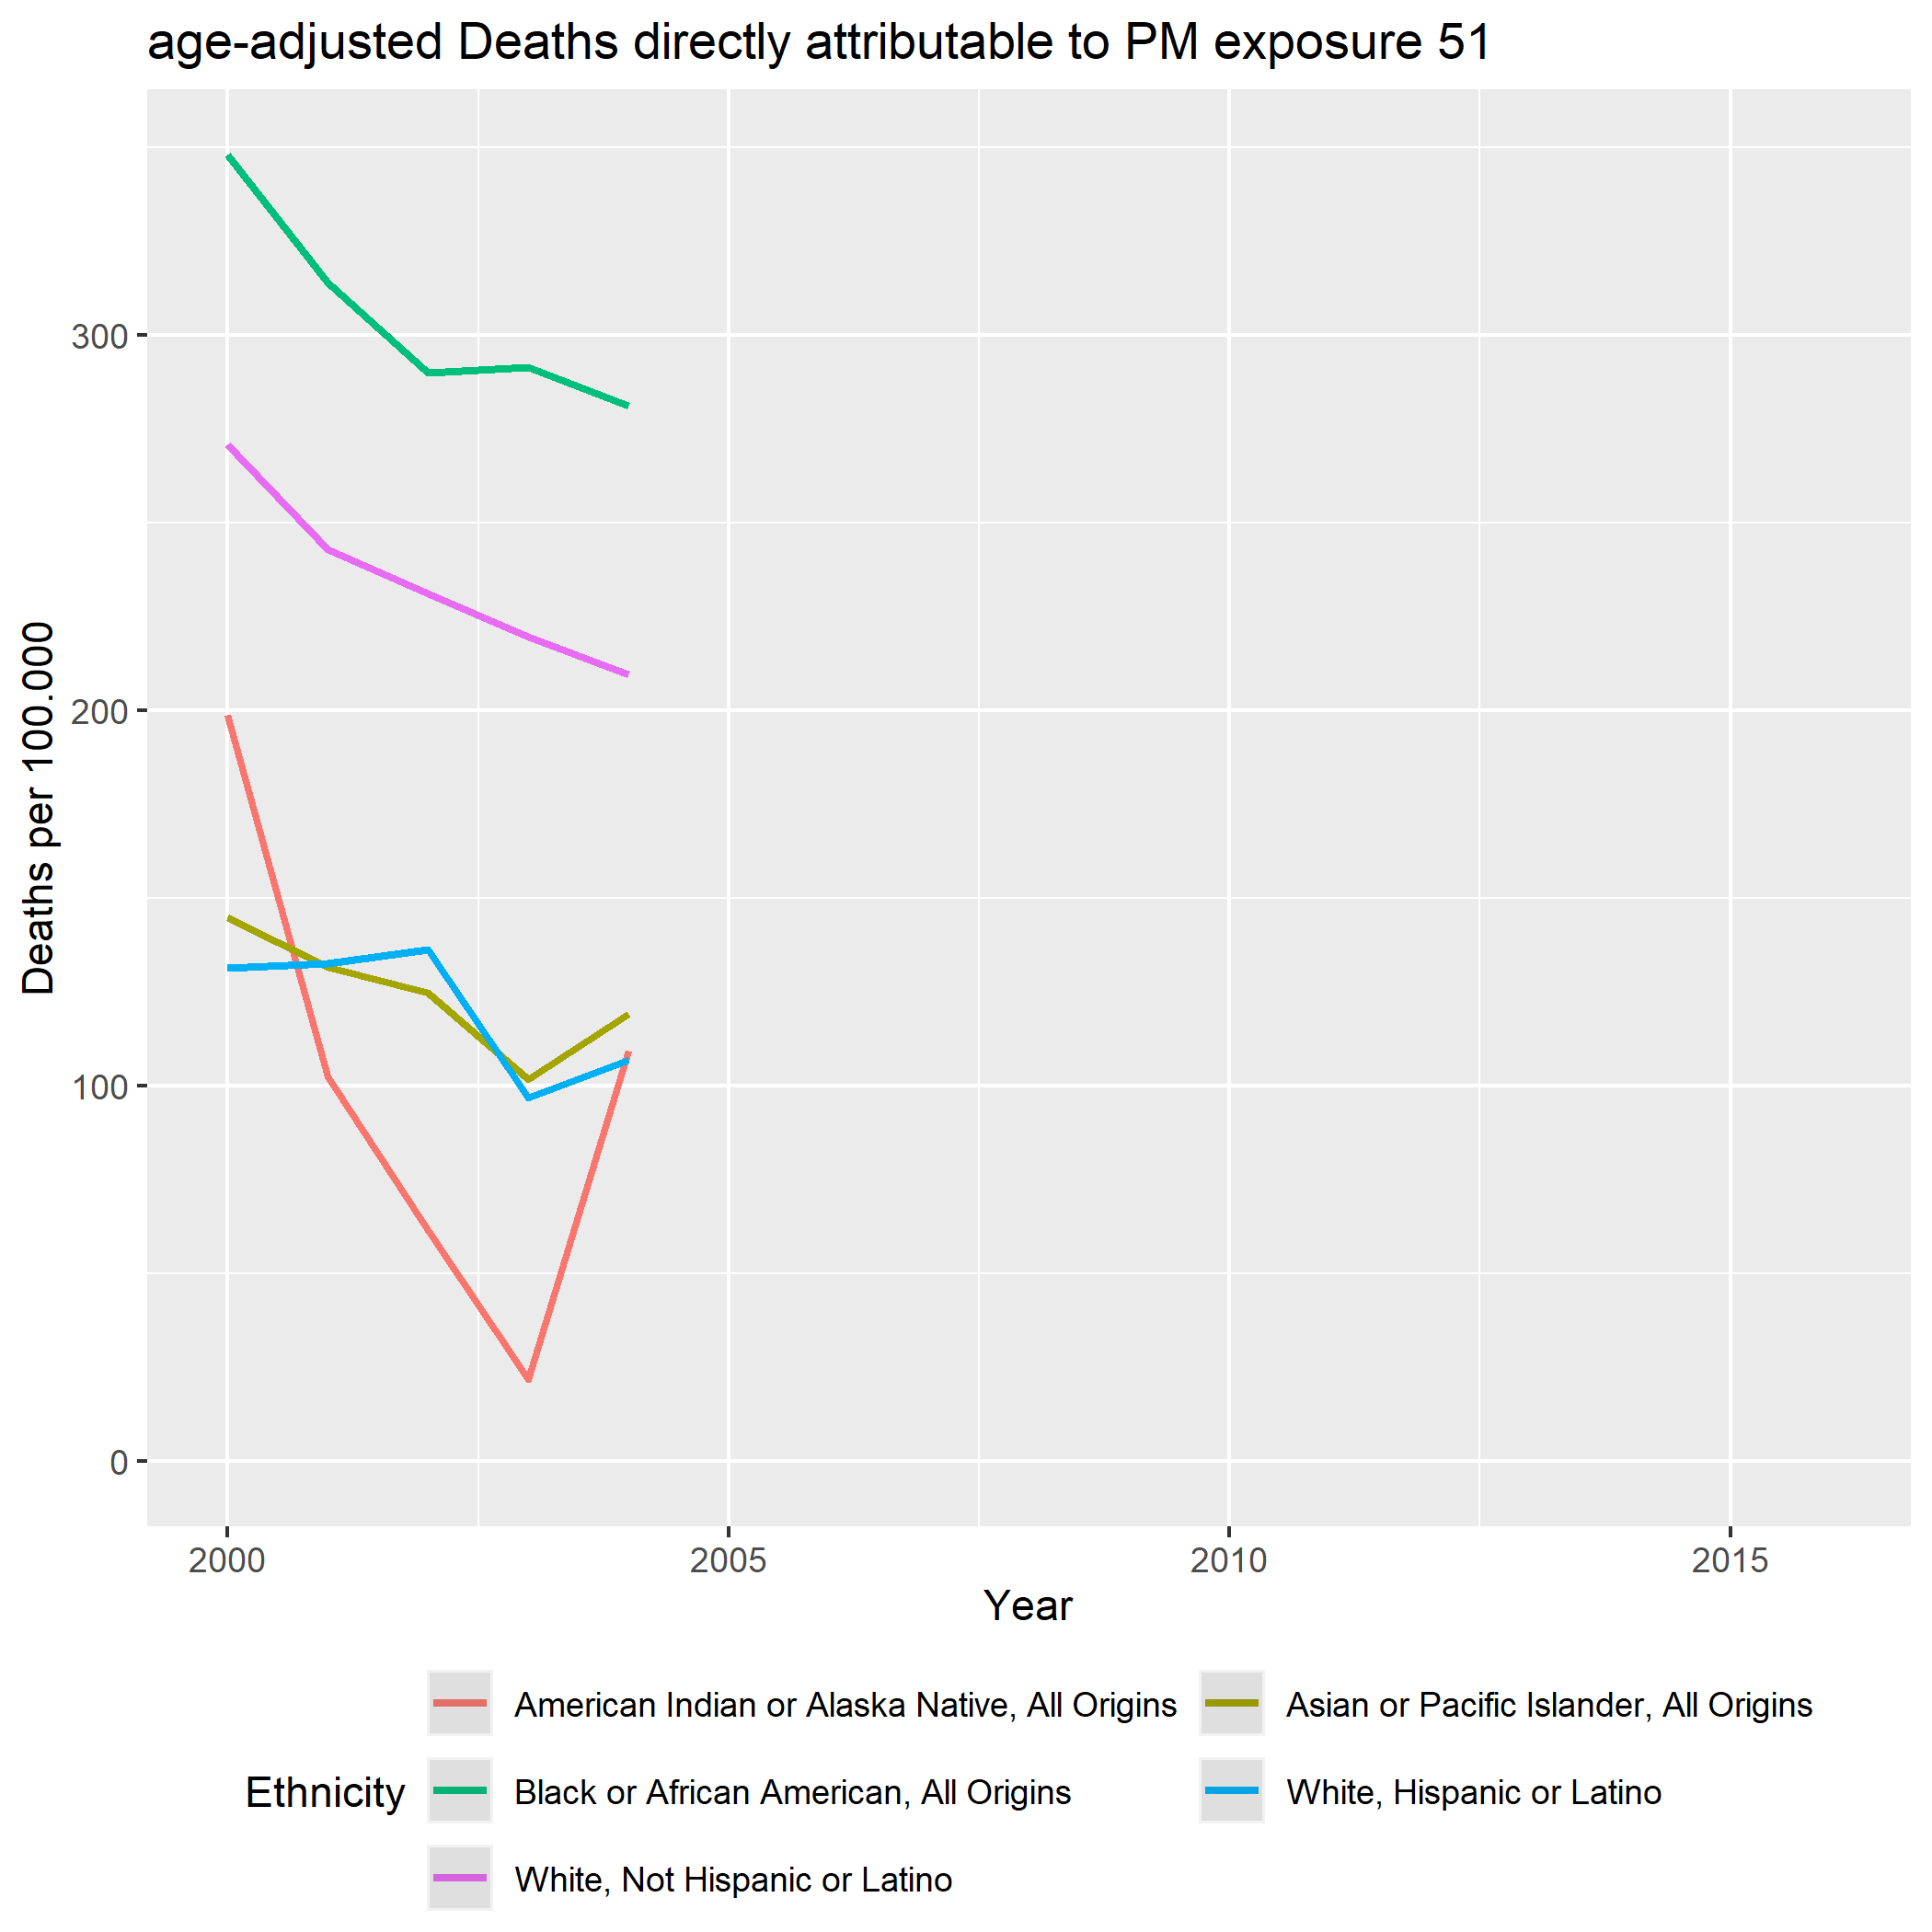 age-adjusted Deaths directly attributable to PM exposure 51
Deaths per 100.000
300
200
100
0
2000 2005 2010 2015
Year
Ethnicity
American Indian or Alaska Native, All Origins
Asian or Pacific Islander, All Origins
Black or African American, All Origins
White, Hispanic or Latino
White, Not Hispanic or Latino